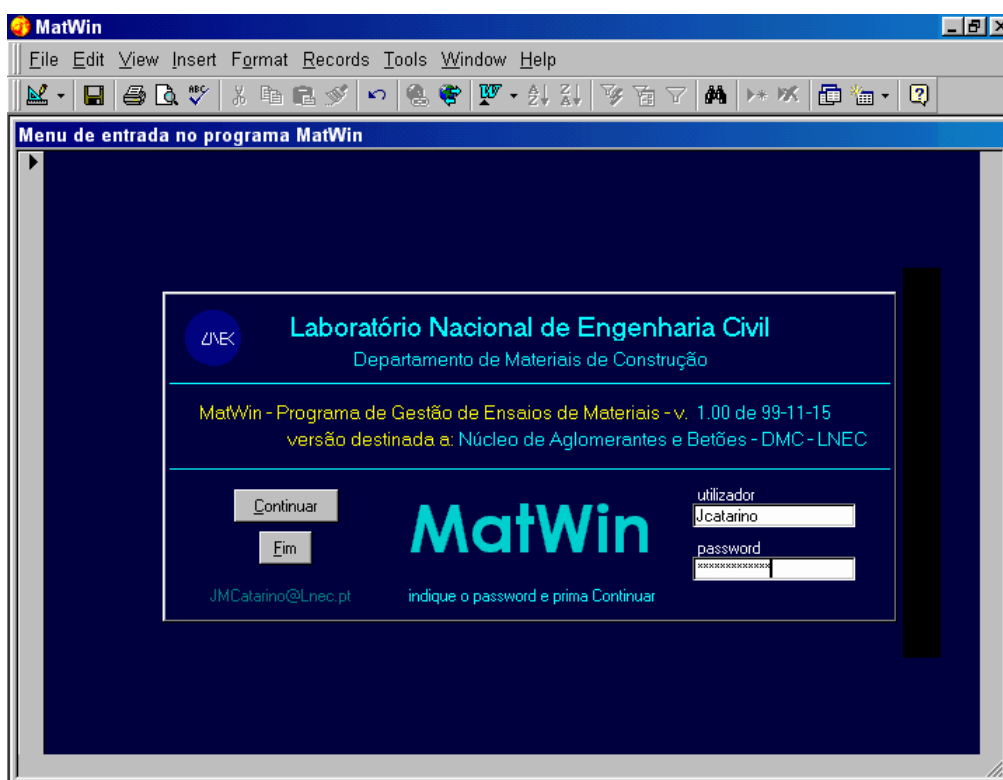 MatWin
File Edit View Insert Format Records Tools Window Help
Menu de entrada no programa MatWin
LNEC
Laboratório Nacional de Engenharia Civil
Departamento de Materiais de Construção
MatWin - Programa de Gestão de Ensaios de Materiais - v. 1.00 de 99-11-15
versão destinada a: Núcleo de Aglomerantes e Betões - DMC - LNEC
Continuar
Fim
MatWin
utilizador
Jcatarino
password
*************
JMCatarino@Lnec.pt
indique o password e prima Continuar